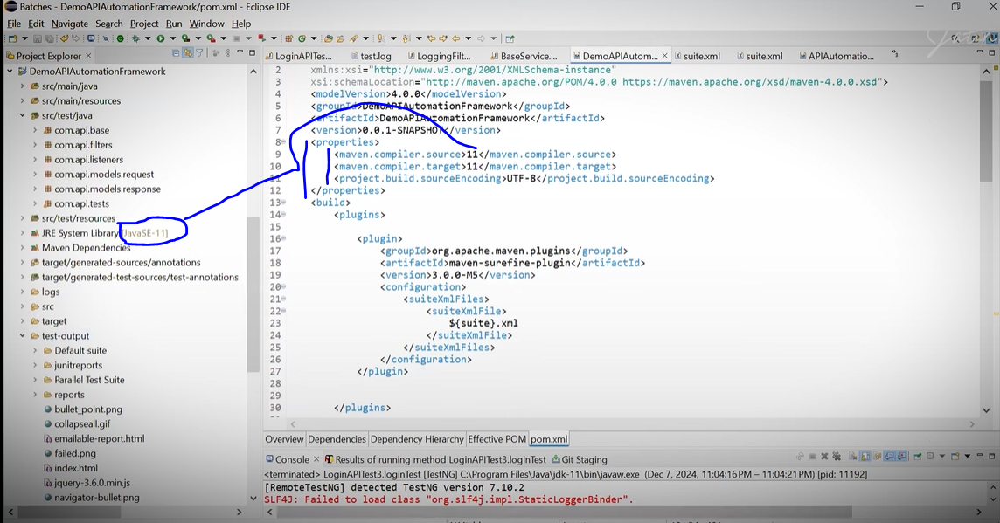 Batches - DemoAPIAutomationFramework/pom.xml - Eclipse IDE
File Edit Navigate Search Project Run Window Help
Project Explorer
DemoAPIAutomationFramework
src/main/java
src/main/resources
src/test/java
com.api.base
com.api.filters
com.api.listeners
com.api.models.request
com.api.models.response
com.api.tests
src/test/resources
JRE System Library [JavaSE-11]
Maven Dependencies
target/generated-sources/annotations
target/generated-test-sources/test-annotations
logs
src
target
test-output
Default suite
junitreports
Parallel Test Suite
reports
bullet_point.png
collapseall.gif
emailable-report.html
failed.png
index.html
jquery-3.6.0.min.js
navigator-bullet.png
LoginAPITes... test.log LoggingFilt... BaseService.... DemoAPIAutom... suite.xml suite.xml APIAutomatio...
2 xmlns:xsi="http://www.w3.org/2001/XMLSchema-instance"
3 xsi:schemaLocation="http://maven.apache.org/POM/4.0.0 https://maven.apache.org/xsd/maven-4.0.0.xsd">
4 <modelVersion>4.0.0</modelVersion>
5 <groupId>DemoAPIAutomationFramework</groupId>
6 <artifactId>DemoAPIAutomationFramework</artifactId>
7 <version>0.0.1-SNAPSHOT</version>
8 <properties>
9 <maven.compiler.source>11</maven.compiler.source>
10 <maven.compiler.target>11</maven.compiler.target>
11 <project.build.sourceEncoding>UTF-8</project.build.sourceEncoding>
12 </properties>
13 <build>
14 <plugins>
15
16 <plugin>
17 <groupId>org.apache.maven.plugins</groupId>
18 <artifactId>maven-surefire-plugin</artifactId>
19 <version>3.0.0-M5</version>
20 <configuration>
21 <suiteXmlFiles>
22 <suiteXmlFile>
23 ${suite}.xml
24 </suiteXmlFile>
25 </suiteXmlFiles>
26 </configuration>
27 </plugin>
28
29
30 </plugins>
Overview Dependencies Dependency Hierarchy Effective POM pom.xml
Console Results of running method LoginAPITest3.loginTest Git Staging
<terminated> LoginAPITest3.loginTest [TestNG] C:\Program Files\Java\jdk-11\bin\javaw.exe (Dec 7, 2024, 11:04:16 PM – 11:04:21 PM) [pid: 11192]
[RemoteTestNG] detected TestNG version 7.10.2
SLF4J: Failed to load class "org.slf4j.impl.StaticLoggerBinder".